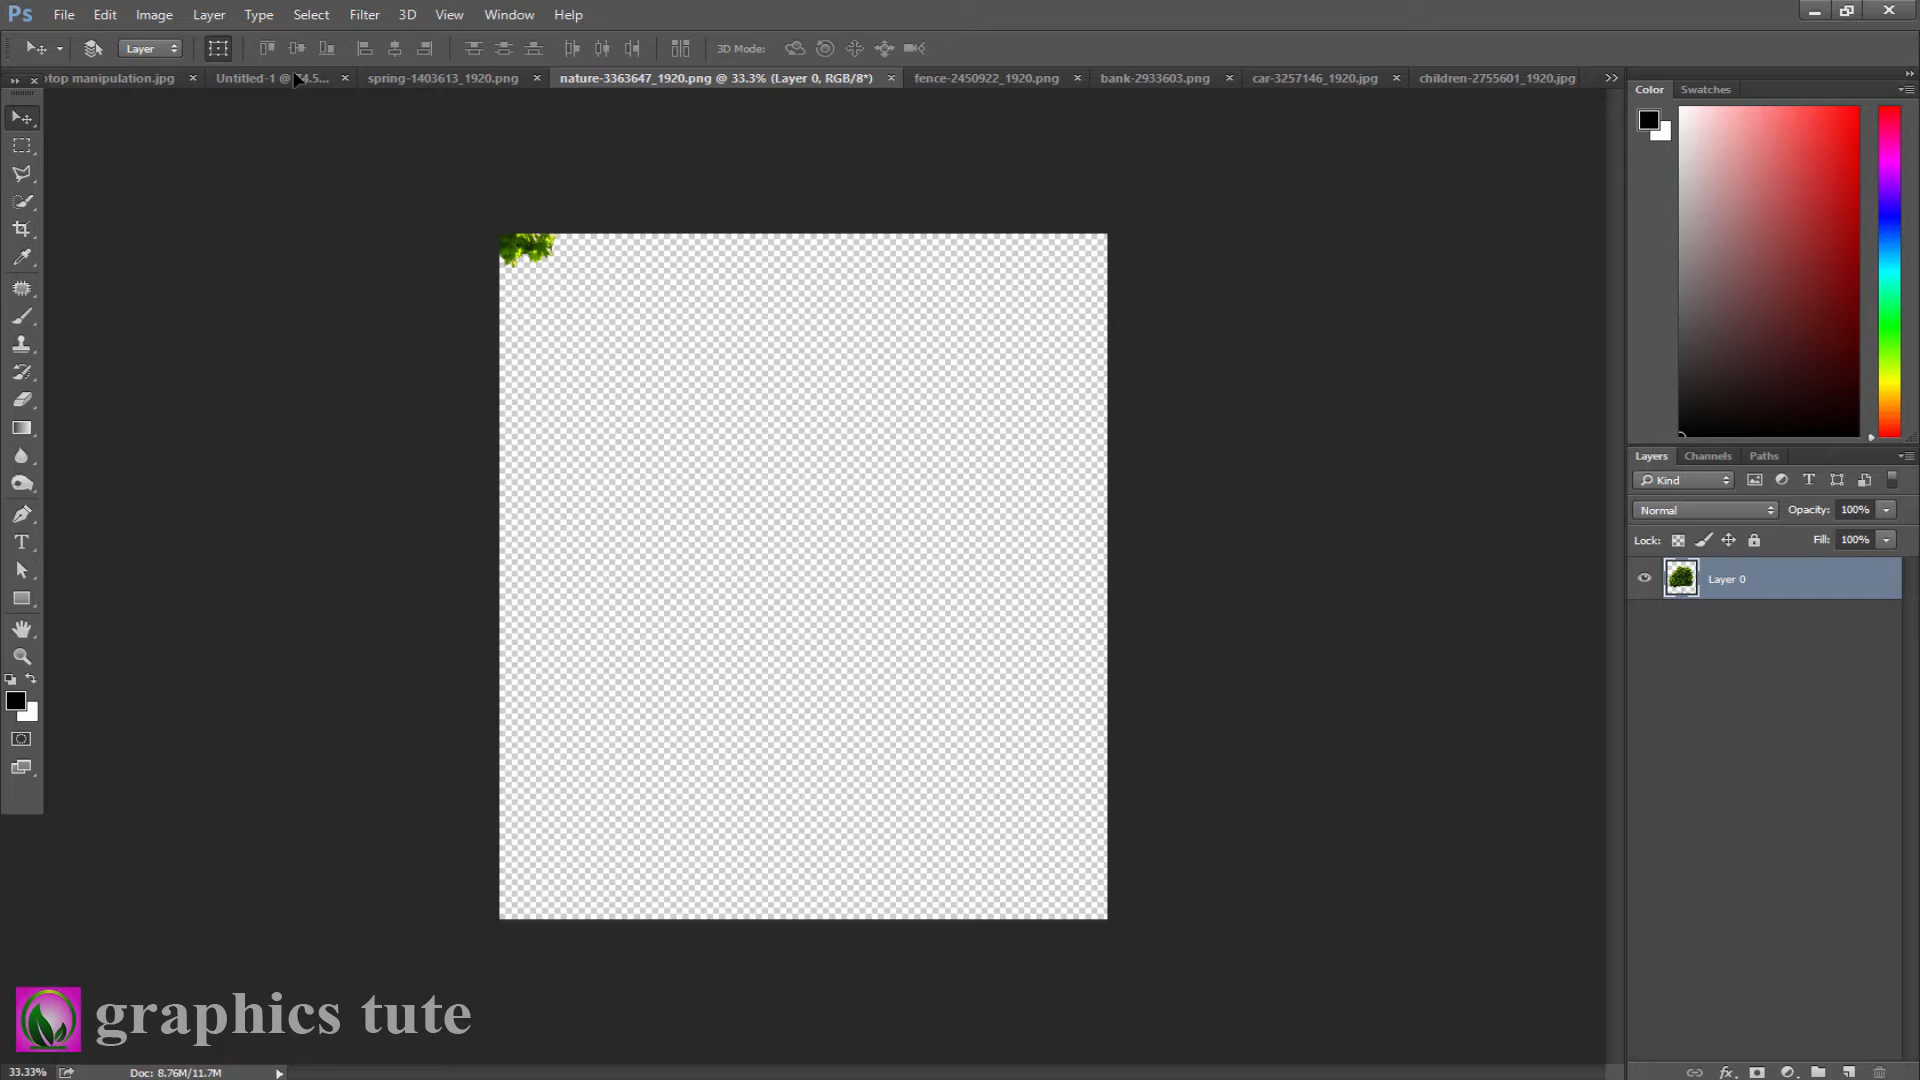 Ps File Edit Image Layer Type Select Filter 3D View Window Help
Layer 3D Mode:
top manipulation.jpg × Untitled-1 @ × spring-1403613_1920.png × nature-3363647_1920.png @ 33.3% (Layer 0, RGB/8*) × fence-2450922_1920.png × bank-2933603.png × car-3257146_1920.jpg × children-2755601_1920.jpg >>
Color Swatches
Layers Channels Paths
Kind
Normal Opacity: 100%
Lock: Fill: 100%
Layer 0
T
graphics tute
33.33% Doc: 8.76M/11.7M
fx